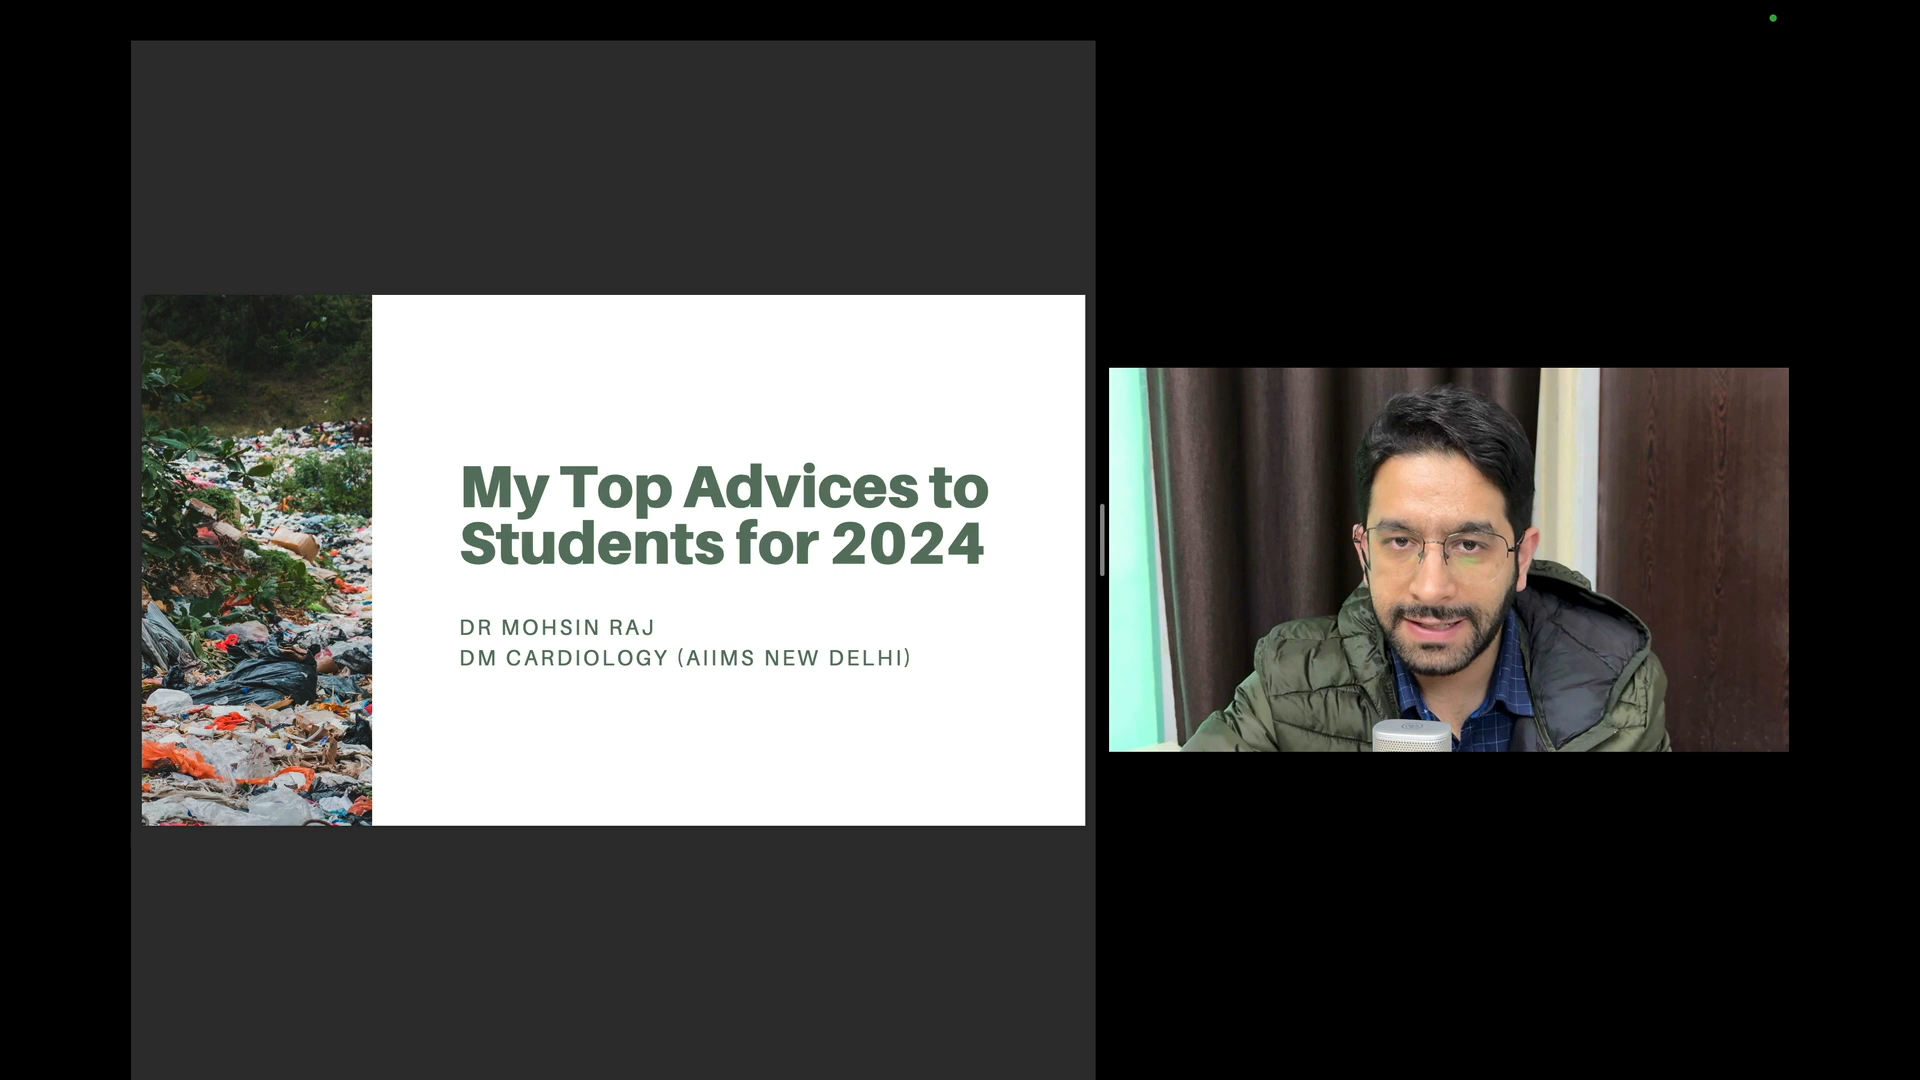 My Top Advices to
Students for 2024
DR MOHSIN RAJ
DM CARDIOLOGY (AIIMS NEW DELHI)